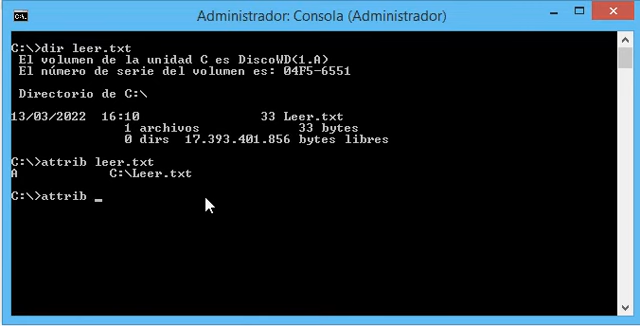 Administrador: Consola (Administrador)
C:\>dir leer.txt
El volumen de la unidad C es DiscoWD(1.A)
El número de serie del volumen es: 04F5-6551
Directorio de C:\
13/03/2022 16:10 33 Leer.txt
1 archivos 33 bytes
0 dirs 17.393.401.856 bytes libres
C:\>attrib leer.txt
A C:\Leer.txt
C:\>attrib _